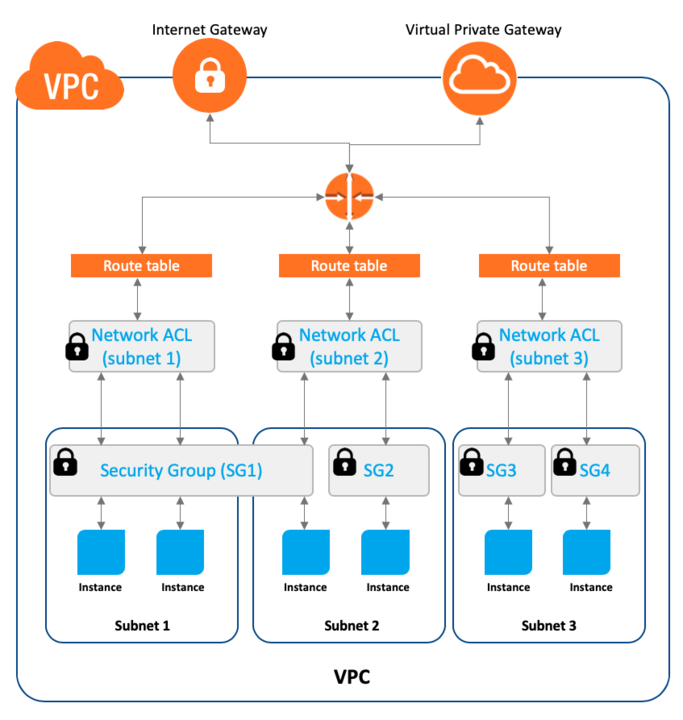 Internet Gateway
Virtual Private Gateway
VPC
Route table
Route table
Route table
Network ACL
(subnet 1)
Network ACL
(subnet 2)
Network ACL
(subnet 3)
Security Group (SG1)
SG2
SG3
SG4
Instance
Instance
Instance
Instance
Instance
Instance
Subnet 1
Subnet 2
Subnet 3
VPC